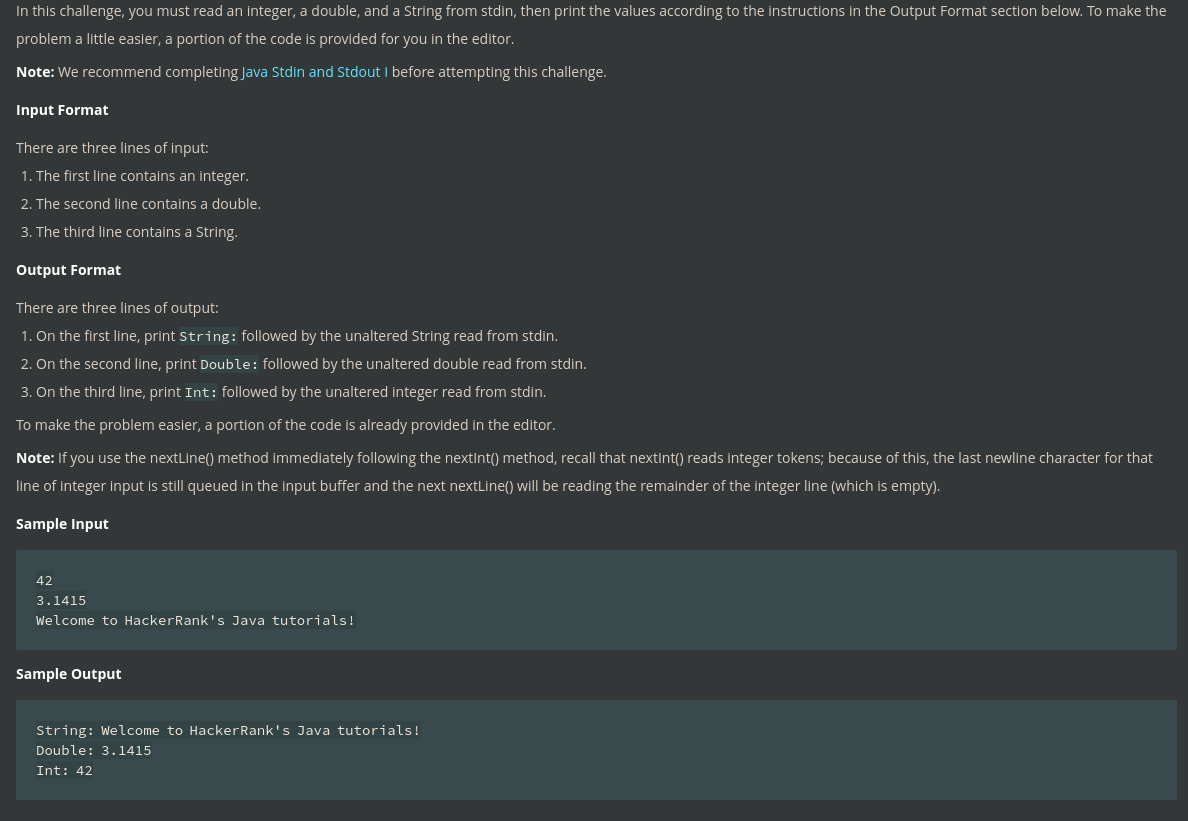 In this challenge, you must read an integer, a double, and a String from stdin, then print the values according to the instructions in the Output Format section below. To make the
problem a little easier, a portion of the code is provided for you in the editor.
Note: We recommend completing Java Stdin and Stdout I before attempting this challenge.
Input Format
There are three lines of input:
1. The first line contains an integer.
2. The second line contains a double.
3. The third line contains a String.
Output Format
There are three lines of output:
1. On the first line, print String: followed by the unaltered String read from stdin.
2. On the second line, print Double: followed by the unaltered double read from stdin.
3. On the third line, print Int: followed by the unaltered integer read from stdin.
To make the problem easier, a portion of the code is already provided in the editor.
Note: If you use the nextLine() method immediately following the nextInt() method, recall that nextInt() reads integer tokens; because of this, the last newline character for that
line of integer input is still queued in the input buffer and the next nextLine() will be reading the remainder of the integer line (which is empty).
Sample Input
42
3.1415
Welcome to HackerRank's Java tutorials!
Sample Output
String: Welcome to HackerRank's Java tutorials!
Double: 3.1415
Int: 42